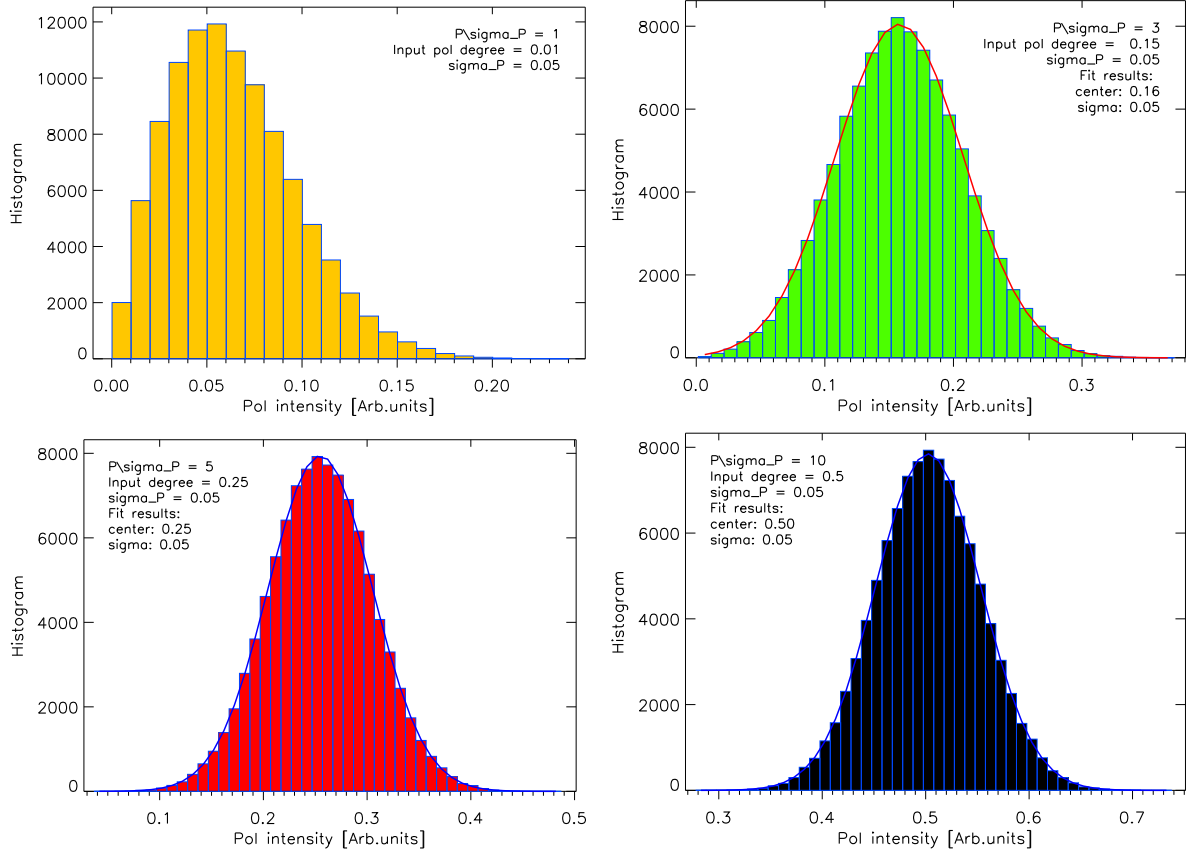 12000
10000
8000
6000
4000
2000
0
Histogram
P\sigma_P = 1
Input pol degree = 0.01
sigma_P = 0.05
0.00 0.05 0.10 0.15 0.20
Pol intensity [Arb.units]
8000
6000
4000
2000
0
Histogram
P\sigma_P = 3
Input pol degree = 0.15
sigma_P = 0.05
Fit results:
center: 0.16
sigma: 0.05
0.0 0.1 0.2 0.3
Pol intensity [Arb.units]
8000
6000
4000
2000
0
Histogram
P\sigma_P = 5
Input degree = 0.25
sigma_P = 0.05
Fit results:
center: 0.25
sigma: 0.05
0.1 0.2 0.3 0.4 0.5
Pol intensity [Arb.units]
8000
6000
4000
2000
0
Histogram
P\sigma_P = 10
Input degree = 0.5
sigma_P = 0.05
Fit results:
center: 0.50
sigma: 0.05
0.3 0.4 0.5 0.6 0.7
Pol intensity [Arb.units]